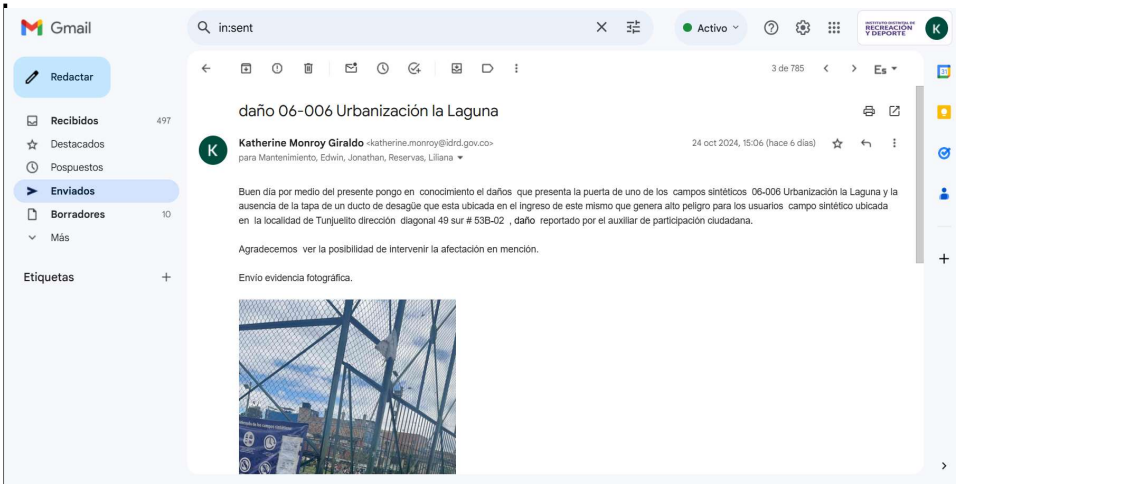 Gmail
in:sent
Activo
INSTITUTO DISTRITAL DE
RECREACIÓN
Y DEPORTE
K
Redactar
3 de 785
Es
31
Recibidos 497
Destacados
Pospuestos
Enviados
Borradores 10
Más
Etiquetas
daño 06-006 Urbanización la Laguna
K
Katherine Monroy Giraldo <katherine.monroy@idrd.gov.co>
24 oct 2024, 15:06 (hace 6 días)
para Mantenimiento, Edwin, Jonathan, Reservas, Liliana
Buen día por medio del presente pongo en conocimiento el daños que presenta la puerta de uno de los campos sintéticos 06-006 Urbanización la Laguna y la
ausencia de la tapa de un ducto de desagüe que esta ubicada en el ingreso de este mismo que genera alto peligro para los usuarios campo sintético ubicada
en la localidad de Tunjuelito dirección diagonal 49 sur # 53B-02 , daño reportado por el auxiliar de participación ciudadana.
Agradecemos ver la posibilidad de intervenir la afectación en mención.
Envío evidencia fotográfica.